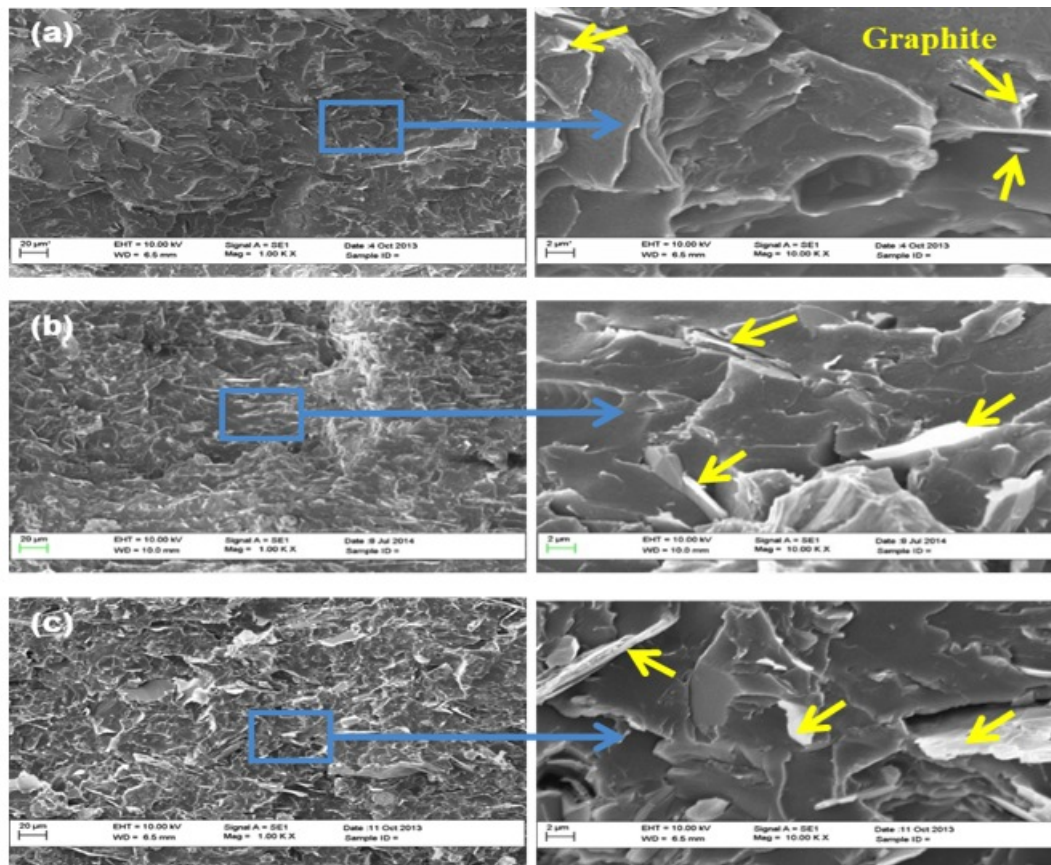 (a)
Graphite
20 µm*
EHT = 10.00 kV
WD = 6.5 mm
Signal A = SE1
Mag = 1.00 K X
Date :4 Oct 2013
Sample ID =
2 µm*
EHT = 10.00 kV
WD = 6.5 mm
Signal A = SE1
Mag = 10.00 K X
Date :4 Oct 2013
Sample ID =
(b)
20 µm
EHT = 10.00 kV
WD = 10.0 mm
Signal A = SE1
Mag = 1.00 K X
Date :8 Jul 2014
Sample ID =
2 µm
EHT = 10.00 kV
WD = 10.0 mm
Signal A = SE1
Mag = 10.00 K X
Date :8 Jul 2014
Sample ID =
(c)
20 µm
EHT = 10.00 kV
WD = 6.5 mm
Signal A = SE1
Mag = 1.00 K X
Date :11 Oct 2013
Sample ID =
2 µm
EHT = 10.00 kV
WD = 6.5 mm
Signal A = SE1
Mag = 10.00 K X
Date :11 Oct 2013
Sample ID =